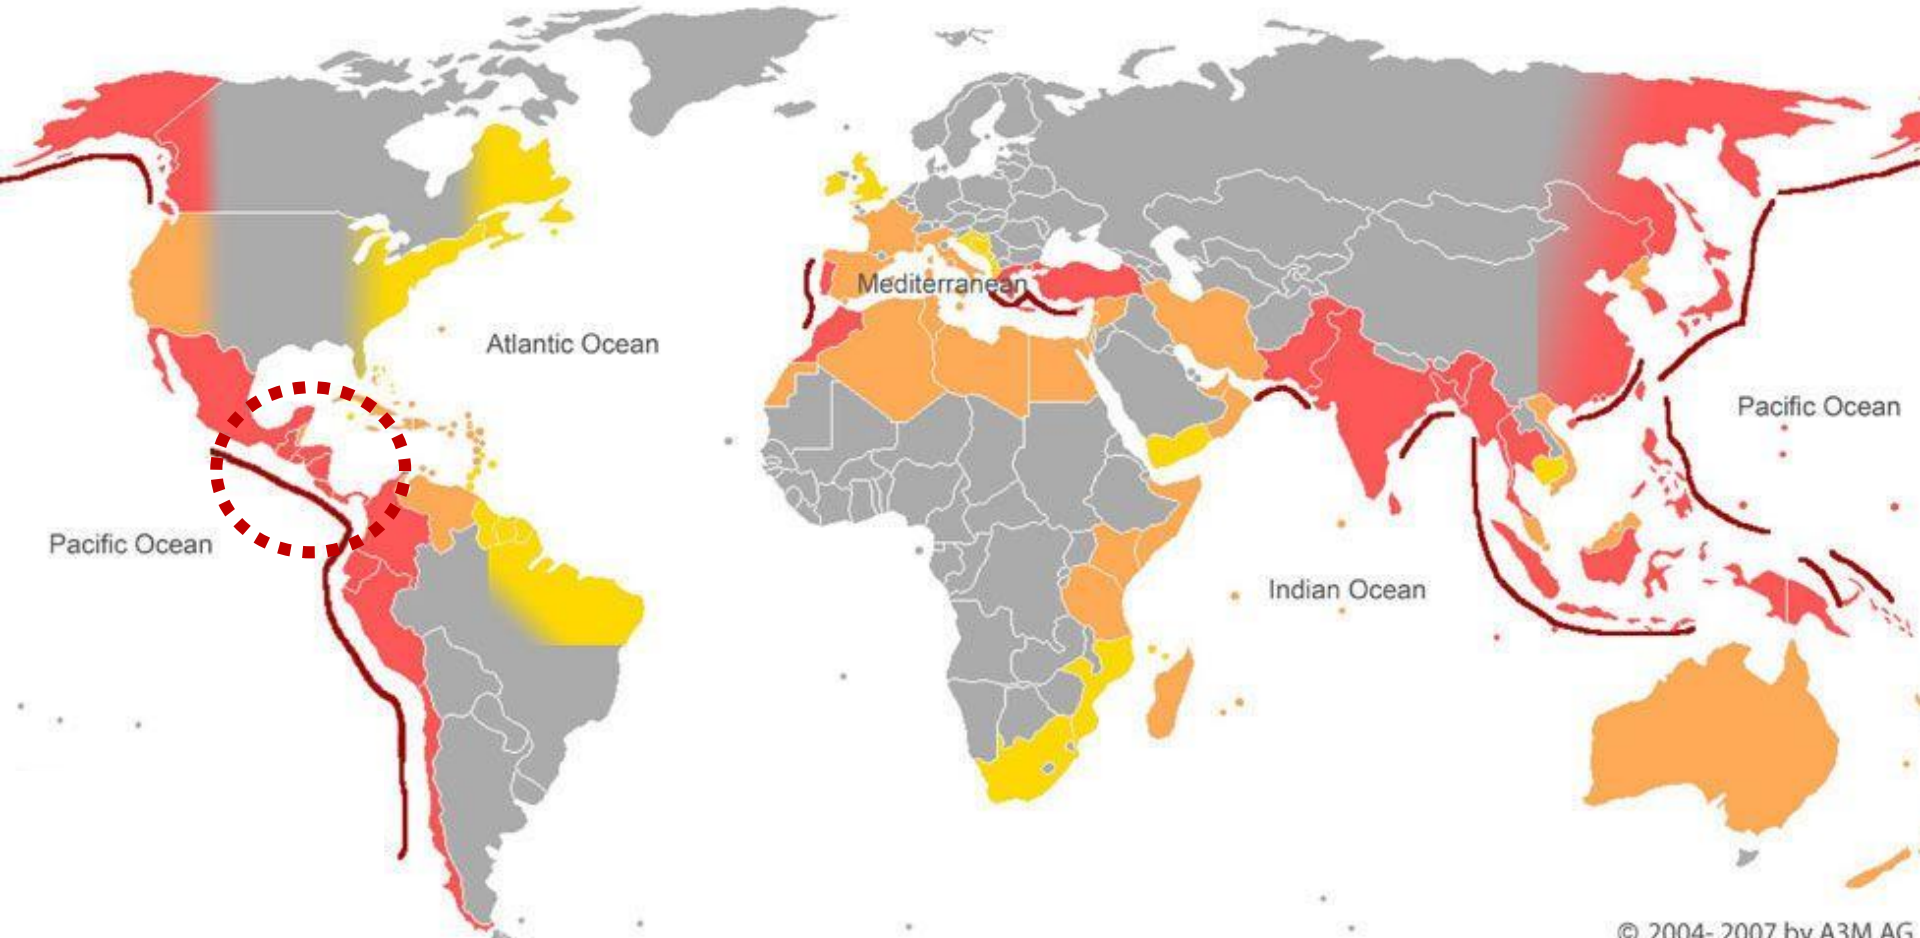 Mediterranean
Atlantic Ocean
Pacific Ocean
Pacific Ocean
Indian Ocean
© 2004- 2007 by A3M AG